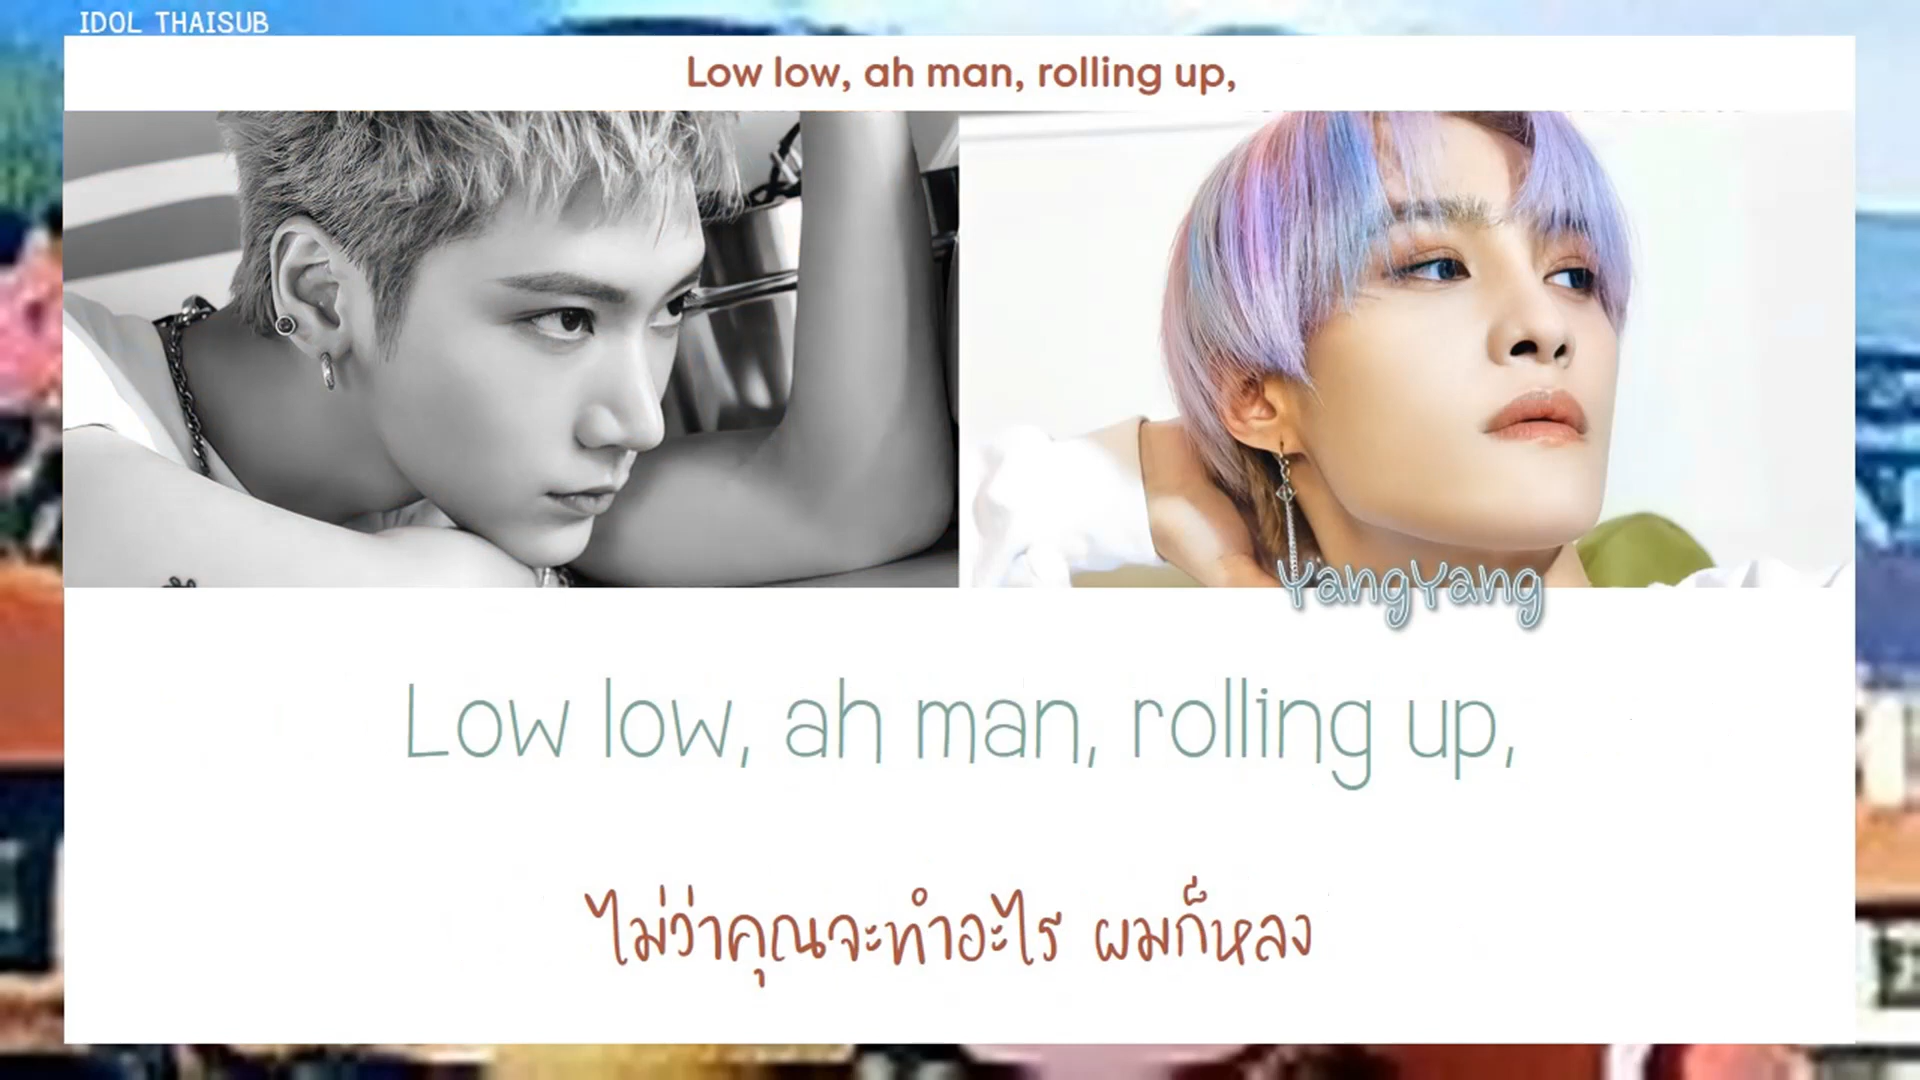 IDOL THAISUB
Low low, ah man, rolling up,
YangYang
Low low, ah man, rolling up,
ไม่ว่าคุณจะทำอะไร ผมก็หลง